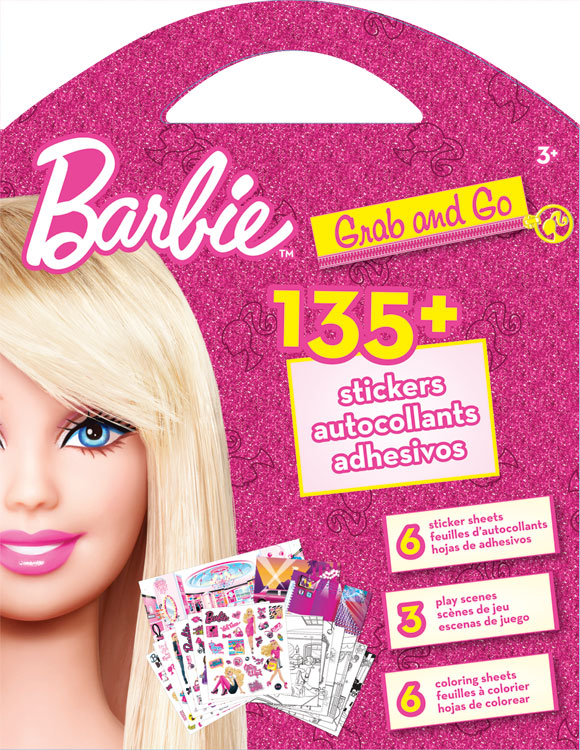 3+
Barbie™
Grab and Go
135+
stickers
autocollants
adhesivos
6
sticker sheets
feuilles d'autocollants
hojas de adhesivos
3
play scenes
scènes de jeu
escenas de juego
6
coloring sheets
feuilles à colorier
hojas de colorear
Barbie